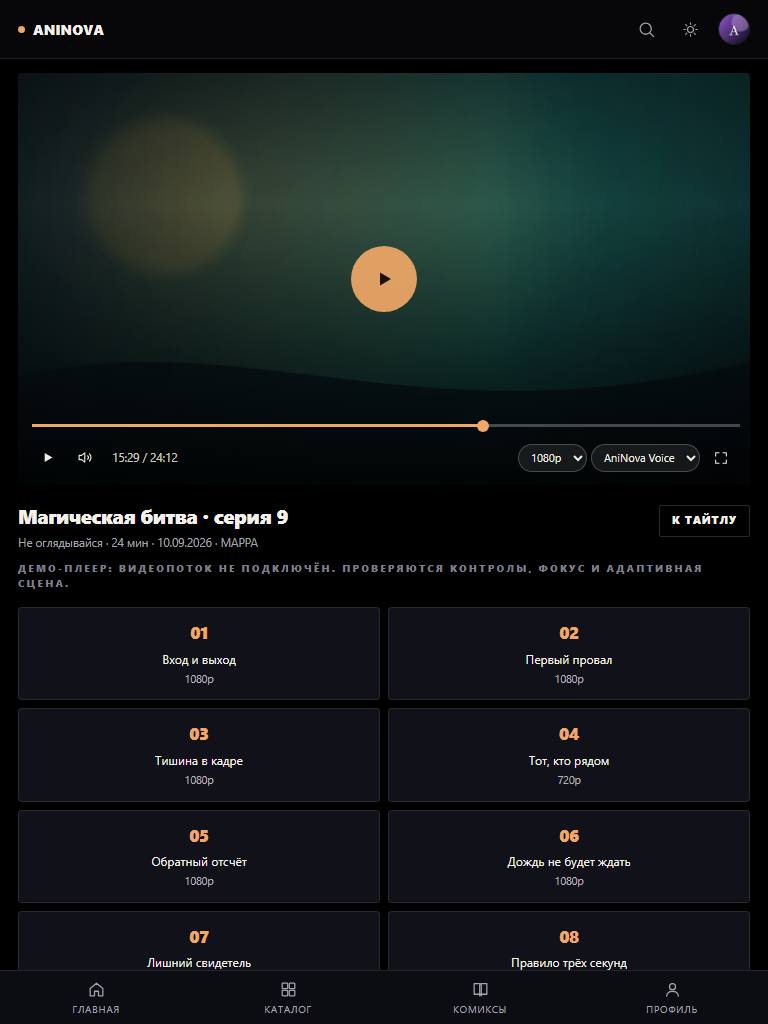 ANINOVA
A
15:29 / 24:12
1080p
AniNova Voice
Магическая битва · серия 9
К ТАЙТЛУ
Не оглядывайся · 24 мин · 10.09.2026 · MAPPA
ДЕМО-ПЛЕЕР: ВИДЕОПОТОК НЕ ПОДКЛЮЧЁН. ПРОВЕРЯЮТСЯ КОНТРОЛЫ, ФОКУС И АДАПТИВНАЯ
СЦЕНА.
01
Вход и выход
1080p
02
Первый провал
1080p
03
Тишина в кадре
1080p
04
Тот, кто рядом
720p
05
Обратный отсчёт
1080p
06
Дождь не будет ждать
1080p
07
Лишний свидетель
08
Правило трёх секунд
ГЛАВНАЯ
КАТАЛОГ
КОМИКСЫ
ПРОФИЛЬ